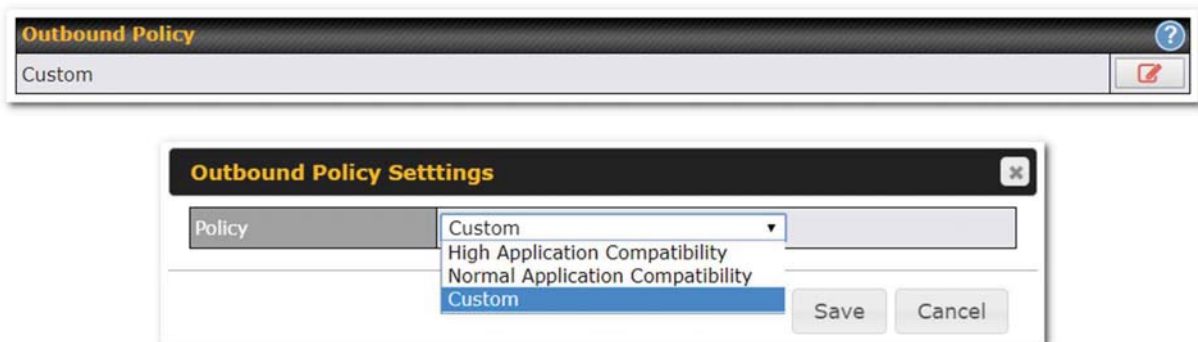 Outbound Policy
?
Custom
Outbound Policy Setttings
Policy
Custom
High Application Compatibility
Normal Application Compatibility
Custom
Save
Cancel